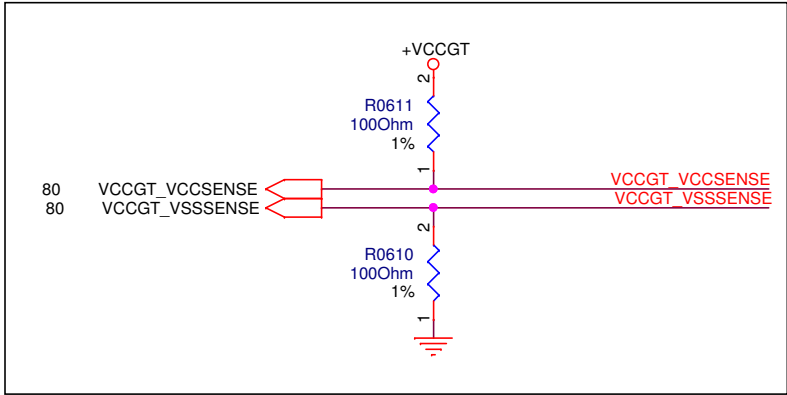 +VCCGT
2
R0611
100Ohm
1%
1
80 VCCGT_VCCSENSE VCCGT_VCCSENSE
80 VCCGT_VSSSENSE VCCGT_VSSSENSE
2
R0610
100Ohm
1%
1